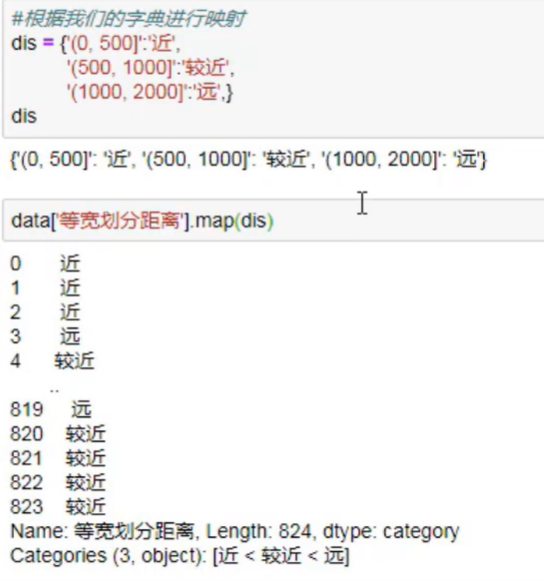 #根据我们的字典进行映射
dis = {'(0, 500]':'近',
'(500, 1000]':'较近',
'(1000, 2000]':'远',}
dis
{'(0, 500]': '近', '(500, 1000]': '较近', '(1000, 2000]': '远'}
data['等宽划分距离'].map(dis)
0 近
1 近
2 近
3 远
4 较近
..
819 远
820 较近
821 较近
822 较近
823 较近
Name: 等宽划分距离, Length: 824, dtype: category
Categories (3, object): [近 < 较近 < 远]